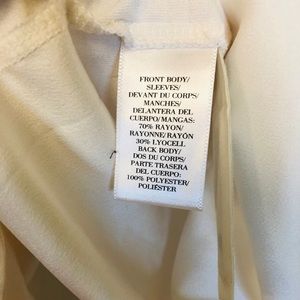 FRONT BODY/
SLEEVES/
DEVANT DU CORPS/
MANCHES/
DELANTERA DEL
CUERPO/MANGAS:
70% RAYON/
RAYONNE/RAYÓN
30% LYOCELL
BACK BODY/
DOS DU CORPS/
PARTE TRASERA
DEL CUERPO:
100% POLYESTER/
POLIÉSTER